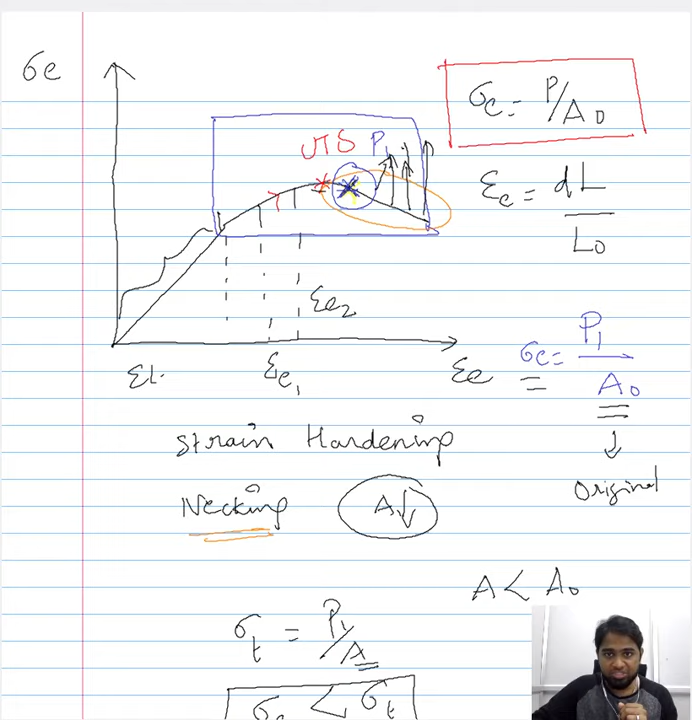 σe
UTS P1
σe = P/A0
εe = dL/L0
εe2
εe1
εe
σe = P1/A0
Strain Hardening
Original
Necking A↓
A < A0
σt = P1/A
σe < σt